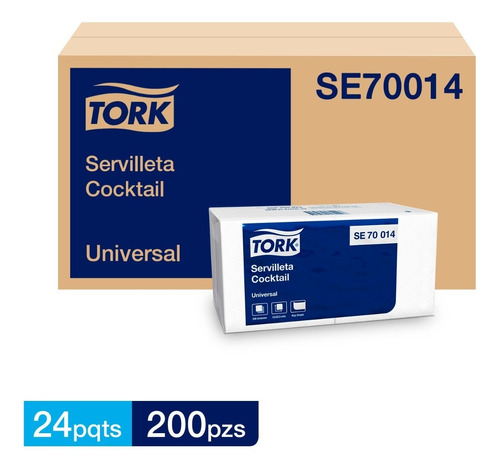 TORK
SE70014
Servilleta
Cocktail
Universal
TORK
SE 70 014
Servilleta
Cocktail
Universal
24pqts 200pzs